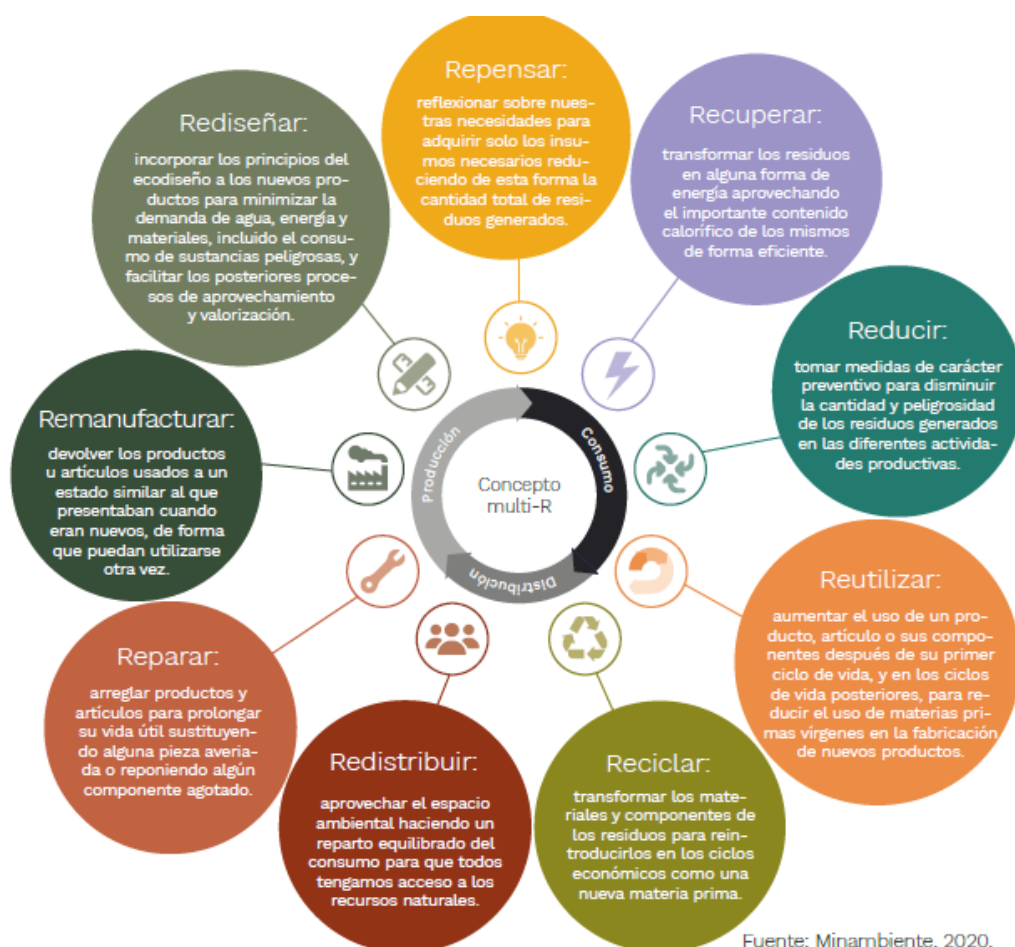 Repensar:
reflexionar sobre nues-
tras necesidades para
adquirir solo los insu-
mos necesarios redu-
ciendo de esta forma la
cantidad total de resi-
duos generados.
Recuperar:
transformar los residuos
en alguna forma de
energía aprovechando
el importante contenido
calorífico de los mismos
de forma eficiente.
Reducir:
tomar medidas de carácter
preventivo para disminuir
la cantidad y peligrosidad
de los residuos generados
en las diferentes activida-
des productivas.
Reutilizar:
aumentar el uso de un pro-
ducto, artículo o sus compo-
nentes después de su primer
ciclo de vida, y en los ciclos
de vida posteriores, para re-
ducir el uso de materias pri-
mas vírgenes en la fabricación
de nuevos productos.
Reciclar:
transformar los mate-
riales y componentes de
los residuos para rein-
troducirlos en los ciclos
económicos como una
nueva materia prima.
Redistribuir:
aprovechar el espacio
ambiental haciendo un
reparto equilibrado del
consumo para que todos
tengamos acceso a los
recursos naturales.
Reparar:
arreglar productos y
artículos para prolongar
su vida útil sustituyen-
do alguna pieza averia-
da o reponiendo algún
componente agotado.
Remanufacturar:
devolver los productos
u artículos usados a un
estado similar al que
presentaban cuando
eran nuevos, de forma
que puedan utilizarse
otra vez.
Rediseñar:
incorporar los principios del
ecodiseño a los nuevos pro-
ductos para minimizar la
demanda de agua, energía y
materiales, incluido el consu-
mo de sustancias peligrosas, y
facilitar los posteriores proce-
sos de aprovechamiento
y valorización.
Producción
Consumo
Distribución
Concepto
multi-R
Fuente: Minambiente, 2020.